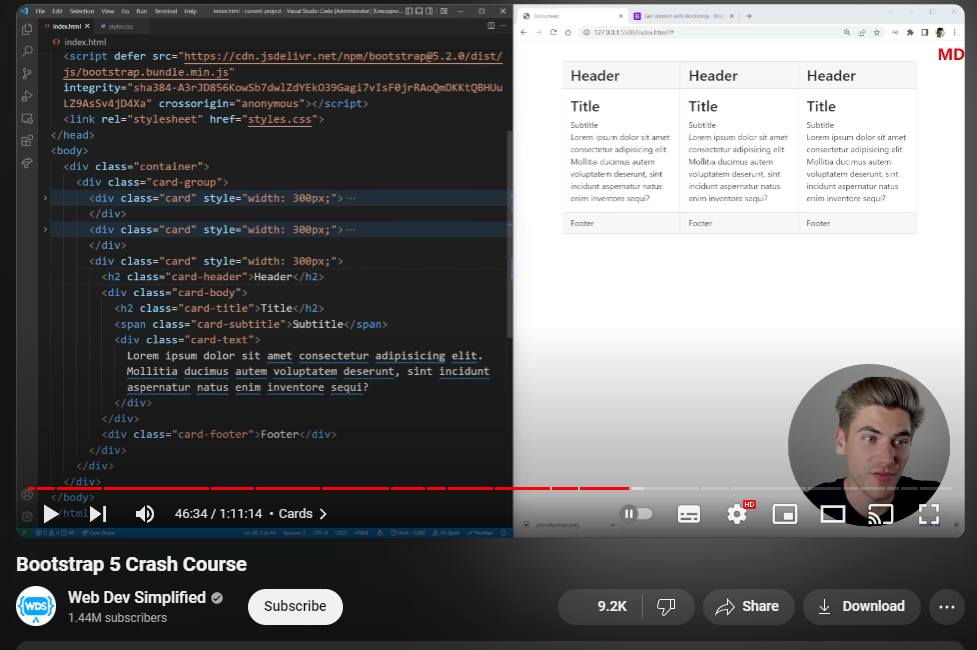 File Edit Selection View Go Run Terminal Help
index.html - current-project - Visual Studio Code [Administrator]
index.html
styles.css
index.html
<script defer src="https://cdn.jsdelivr.net/npm/bootstrap@5.2.0/dist/
js/bootstrap.bundle.min.js"
integrity="sha384-A3rJD856KowSb7dwlZdYEkO39Gagi7vIsF0jrRAoQmDKKtQBHUu
LZ9AsSv4jD4Xa" crossorigin="anonymous"></script>
<link rel="stylesheet" href="styles.css">
</head>
<body>
<div class="container">
<div class="card-group">
<div class="card" style="width: 300px;">…
</div>
<div class="card" style="width: 300px;">…
</div>
<div class="card" style="width: 300px;">
<h2 class="card-header">Header</h2>
<div class="card-body">
<h2 class="card-title">Title</h2>
<span class="card-subtitle">Subtitle</span>
<div class="card-text">
Lorem ipsum dolor sit amet consectetur adipisicing elit.
Mollitia ducimus autem voluptatem deserunt, sint incidunt
aspernatur natus enim inventore sequi?
</div>
</div>
<div class="card-footer">Footer</div>
</div>
</div>
</div>
</body>
html
Document
Get started with Bootstrap
127.0.0.1:5500/index.html?#
MD
Header Header Header
Title Title Title
Subtitle Subtitle Subtitle
Lorem ipsum dolor sit amet Lorem ipsum dolor sit amet Lorem ipsum dolor sit amet
consectetur adipisicing elit. consectetur adipisicing elit. consectetur adipisicing elit.
Mollitia ducimus autem Mollitia ducimus autem Mollitia ducimus autem
voluptatem deserunt, sint voluptatem deserunt, sint voluptatem deserunt, sint
incidunt aspernatur natus incidunt aspernatur natus incidunt aspernatur natus
enim inventore sequi? enim inventore sequi? enim inventore sequi?
Footer Footer Footer
46:34 / 1:11:14 • Cards
HD
Bootstrap 5 Crash Course
WDS
Web Dev Simplified
1.44M subscribers
Subscribe
9.2K
Share
Download